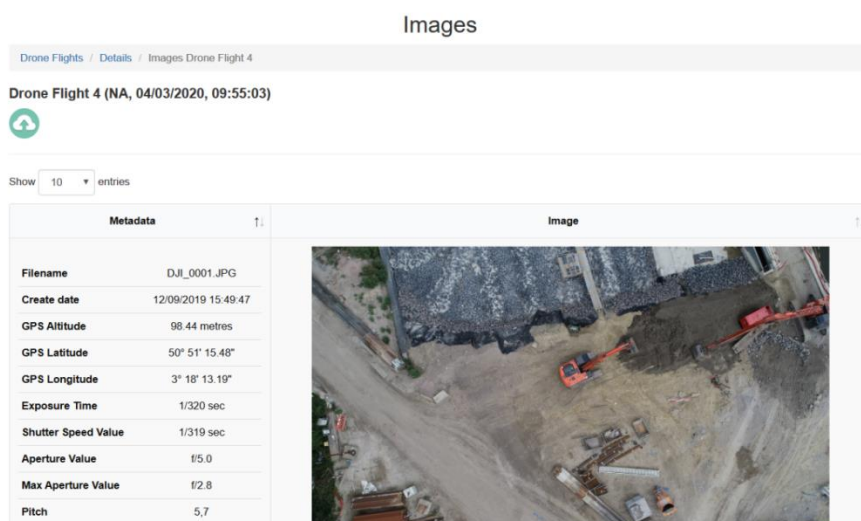 Images
Drone Flights / Details / Images Drone Flight 4
Drone Flight 4 (NA, 04/03/2020, 09:55:03)
Show 10 entries
Metadata Image
Filename DJI_0001.JPG
Create date 12/09/2019 15:49:47
GPS Altitude 98.44 metres
GPS Latitude 50° 51' 15.48"
GPS Longitude 3° 18' 13.19"
Exposure Time 1/320 sec
Shutter Speed Value 1/319 sec
Aperture Value f/5.0
Max Aperture Value f/2.8
Pitch 5,7